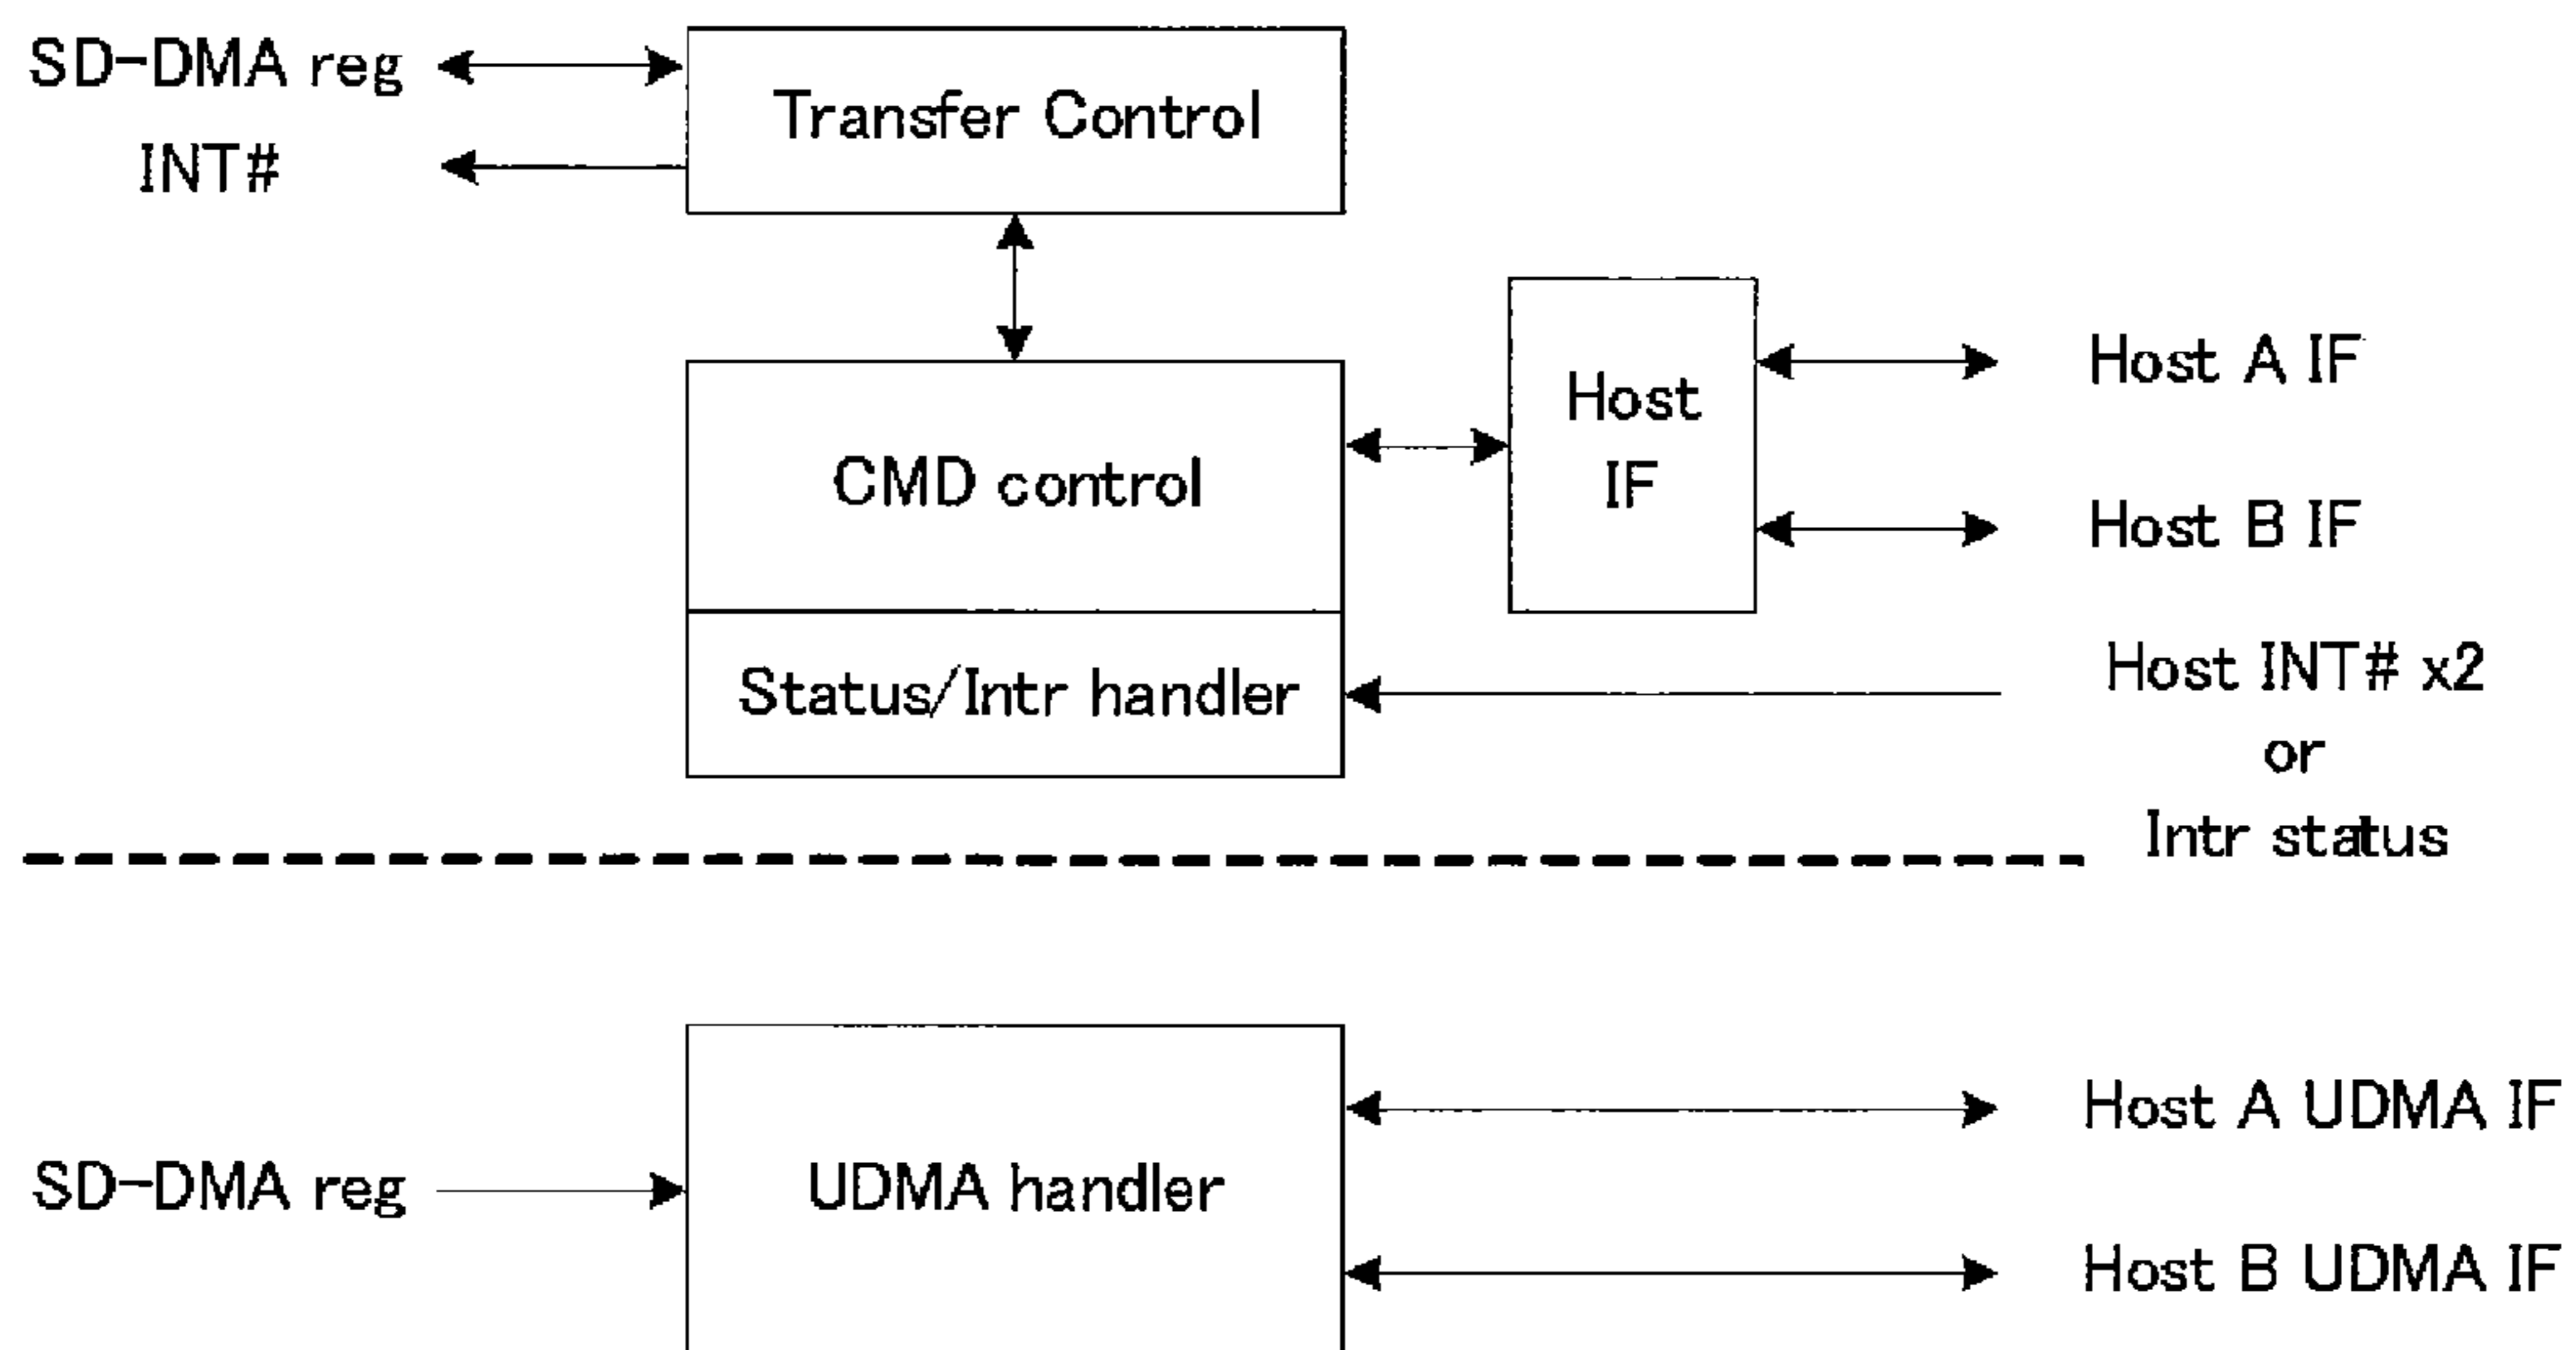 SD-DMA reg
INT#
Transfer Control
CMD control
Status/Intr handler
Host
IF
Host A IF
Host B IF
Host INT# x2
or
Intr status
SD-DMA reg
UDMA handler
Host A UDMA IF
Host B UDMA IF